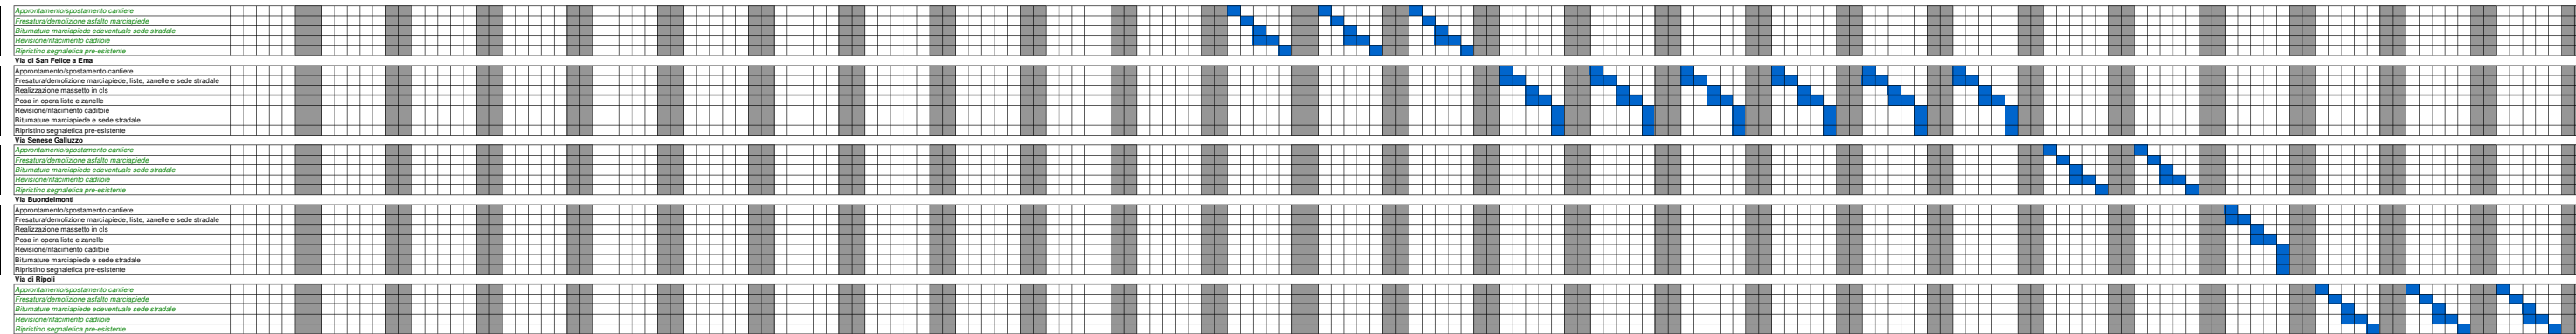 Approntamento/spostamento cantiere
Fresatura/demolizione asfalto marciapiede
Bitumature marciapiede edeventuale sede stradale
Revisione/rifacimento caditoie
Ripristino segnaletica pre-esistente
Via di San Felice a Ema
Approntamento/spostamento cantiere
Fresatura/demolizione marciapiede, liste, zanelle e sede stradale
Realizzazione massetto in cls
Posa in opera liste e zanelle
Revisione/rifacimento caditoie
Bitumature marciapiede e sede stradale
Ripristino segnaletica pre-esistente
Via Senese Galluzzo
Approntamento/spostamento cantiere
Fresatura/demolizione asfalto marciapiede
Bitumature marciapiede edeventuale sede stradale
Revisione/rifacimento caditoie
Ripristino segnaletica pre-esistente
Via Buondelmonti
Approntamento/spostamento cantiere
Fresatura/demolizione marciapiede, liste, zanelle e sede stradale
Realizzazione massetto in cls
Posa in opera liste e zanelle
Revisione/rifacimento caditoie
Bitumature marciapiede e sede stradale
Ripristino segnaletica pre-esistente
Via di Ripoli
Approntamento/spostamento cantiere
Fresatura/demolizione asfalto marciapiede
Bitumature marciapiede edeventuale sede stradale
Revisione/rifacimento caditoie
Ripristino segnaletica pre-esistente